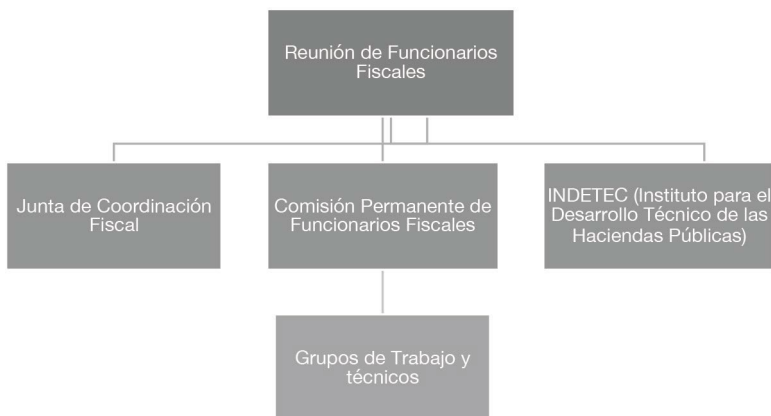 Reunión de Funcionarios
Fiscales
Junta de Coordinación
Fiscal
Comisión Permanente de
Funcionarios Fiscales
INDETEC (Instituto para el
Desarrollo Técnico de las
Haciendas Públicas)
Grupos de Trabajo y
técnicos